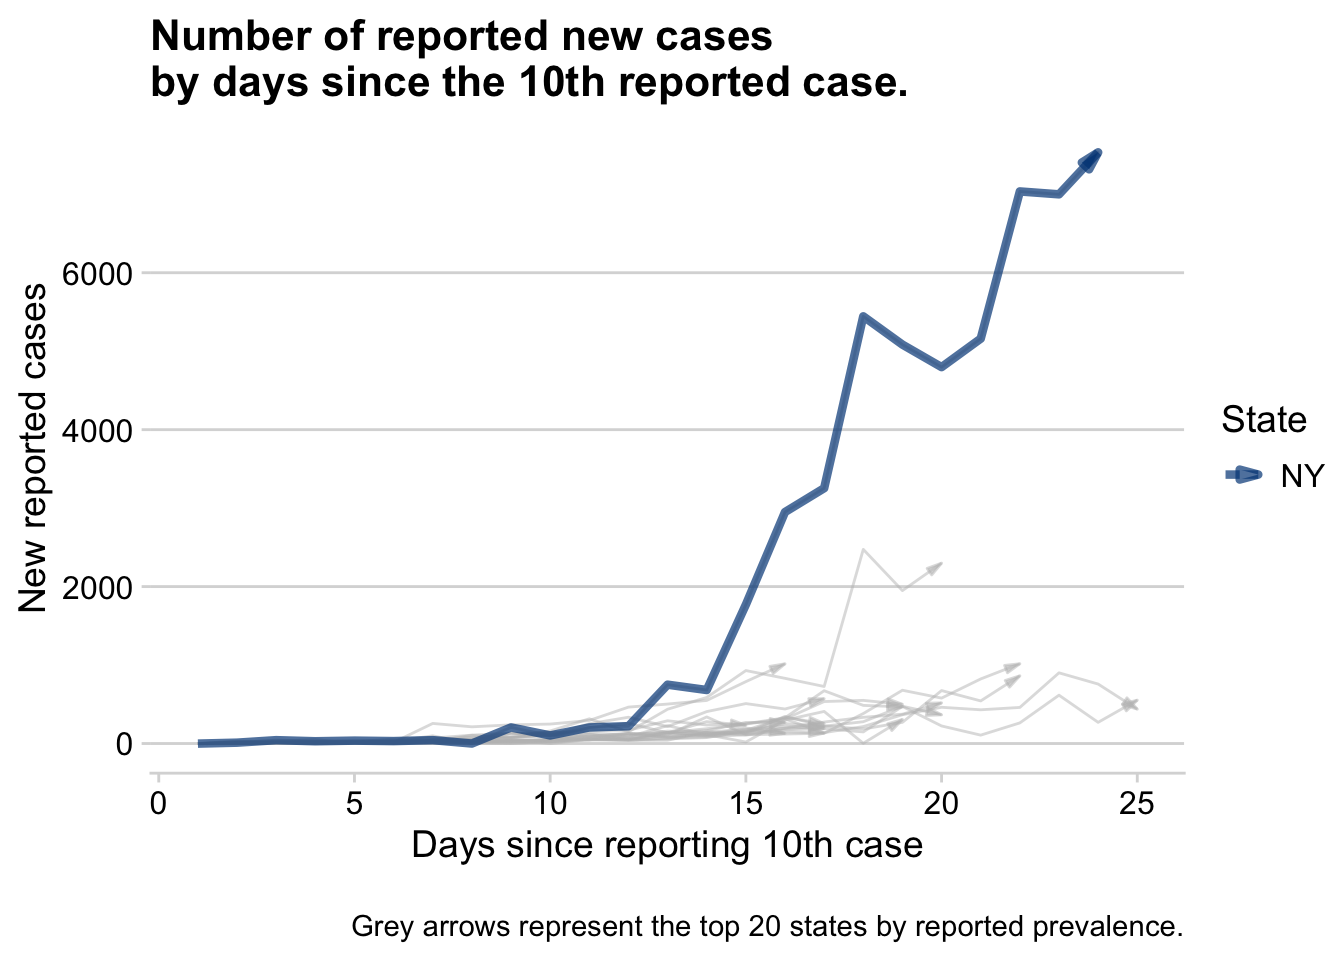 Number of reported new cases
by days since the 10th reported case.
New reported cases
6000
4000
2000
0
0 5 10 15 20 25
Days since reporting 10th case
State
NY
Grey arrows represent the top 20 states by reported prevalence.